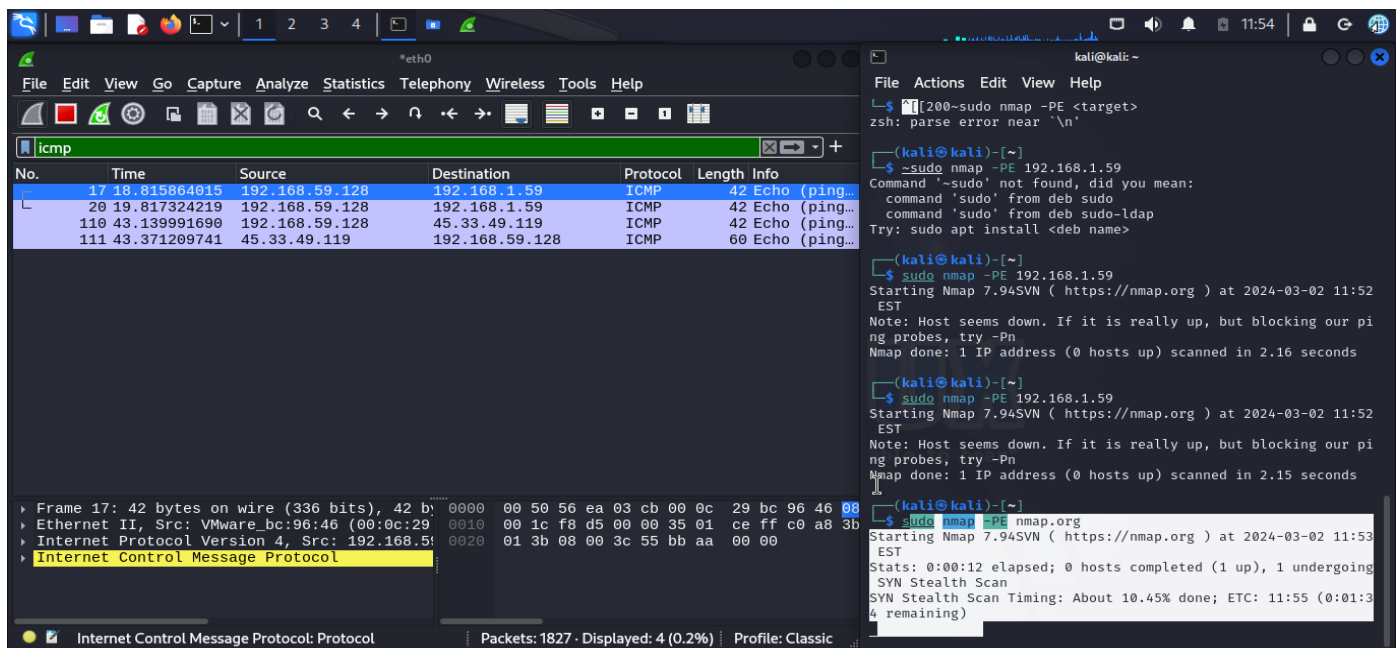 1 2 3 4 11:54
*eth0
File Edit View Go Capture Analyze Statistics Telephony Wireless Tools Help
icmp
No. Time Source Destination Protocol Length Info
17 18.815864015 192.168.59.128 192.168.1.59 ICMP 42 Echo (ping…
20 19.817324219 192.168.59.128 192.168.1.59 ICMP 42 Echo (ping…
110 43.139991690 192.168.59.128 45.33.49.119 ICMP 42 Echo (ping…
111 43.371209741 45.33.49.119 192.168.59.128 ICMP 60 Echo (ping…
Frame 17: 42 bytes on wire (336 bits), 42 by
Ethernet II, Src: VMware_bc:96:46 (00:0c:29
Internet Protocol Version 4, Src: 192.168.59
Internet Control Message Protocol
0000 00 50 56 ea 03 cb 00 0c 29 bc 96 46 08
0010 00 1c f8 d5 00 00 35 01 ce ff c0 a8 3b
0020 01 3b 08 00 3c 55 bb aa 00 00
Internet Control Message Protocol: Protocol Packets: 1827 · Displayed: 4 (0.2%) Profile: Classic
kali@kali: ~
File Actions Edit View Help
└─$ ^[[200~sudo nmap -PE <target>
zsh: parse error near `\n'
┌──(kali㉿kali)-[~]
└─$ ~sudo nmap -PE 192.168.1.59
Command '~sudo' not found, did you mean:
command 'sudo' from deb sudo
command 'sudo' from deb sudo-ldap
Try: sudo apt install <deb name>
┌──(kali㉿kali)-[~]
└─$ sudo nmap -PE 192.168.1.59
Starting Nmap 7.94SVN ( https://nmap.org ) at 2024-03-02 11:52
EST
Note: Host seems down. If it is really up, but blocking our pi
ng probes, try -Pn
Nmap done: 1 IP address (0 hosts up) scanned in 2.16 seconds
┌──(kali㉿kali)-[~]
└─$ sudo nmap -PE 192.168.1.59
Starting Nmap 7.94SVN ( https://nmap.org ) at 2024-03-02 11:52
EST
Note: Host seems down. If it is really up, but blocking our pi
ng probes, try -Pn
Nmap done: 1 IP address (0 hosts up) scanned in 2.15 seconds
┌──(kali㉿kali)-[~]
└─$ sudo nmap -PE nmap.org
Starting Nmap 7.94SVN ( https://nmap.org ) at 2024-03-02 11:53
EST
Stats: 0:00:12 elapsed; 0 hosts completed (1 up), 1 undergoing
SYN Stealth Scan
SYN Stealth Scan Timing: About 10.45% done; ETC: 11:55 (0:01:3
4 remaining)